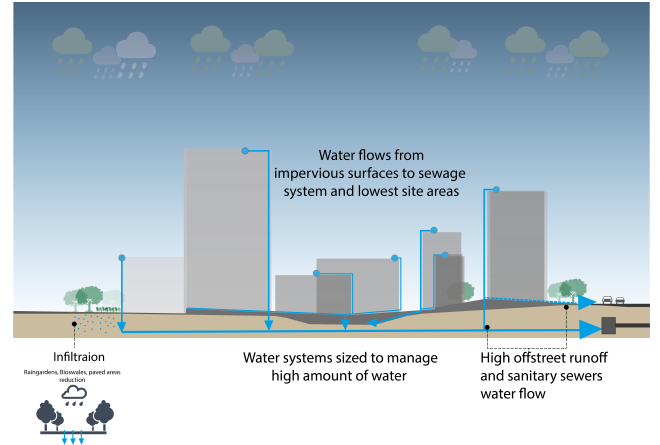 Water flows from
impervious surfaces to sewage
system and lowest site areas
Infiltraion
Raingardens, Bioswales, paved areas
reduction
Water systems sized to manage
high amount of water
High offstreet runoff
and sanitary sewers
water flow